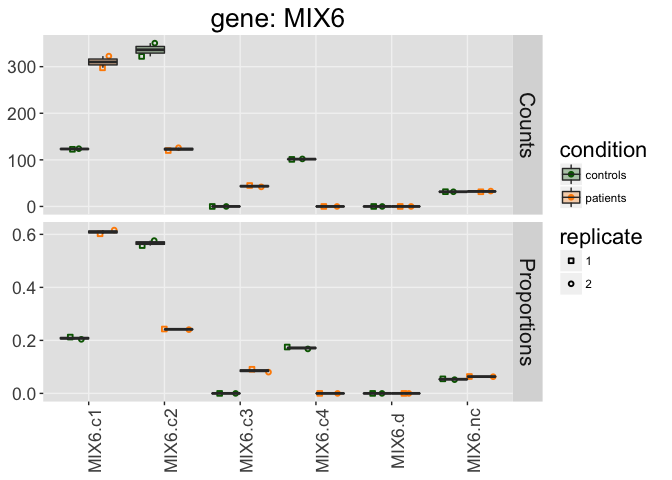 gene: MIX6
300
200
100
0
Counts
0.6
0.4
0.2
0.0
Proportions
MIX6.c1
MIX6.c2
MIX6.c3
MIX6.c4
MIX6.d
MIX6.nc
condition
controls
patients
replicate
1
2